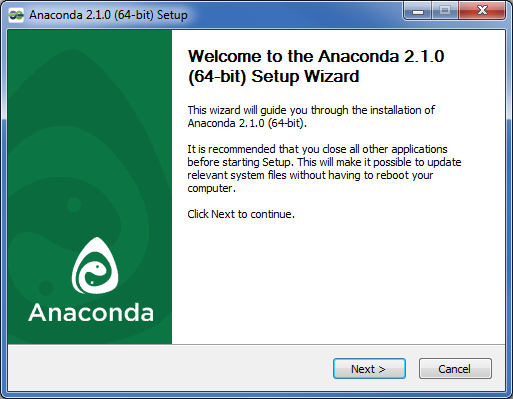 Anaconda 2.1.0 (64-bit) Setup
Welcome to the Anaconda 2.1.0
(64-bit) Setup Wizard
This wizard will guide you through the installation of
Anaconda 2.1.0 (64-bit).
It is recommended that you close all other applications
before starting Setup. This will make it possible to update
relevant system files without having to reboot your
computer.
Click Next to continue.
Anaconda
Next >
Cancel